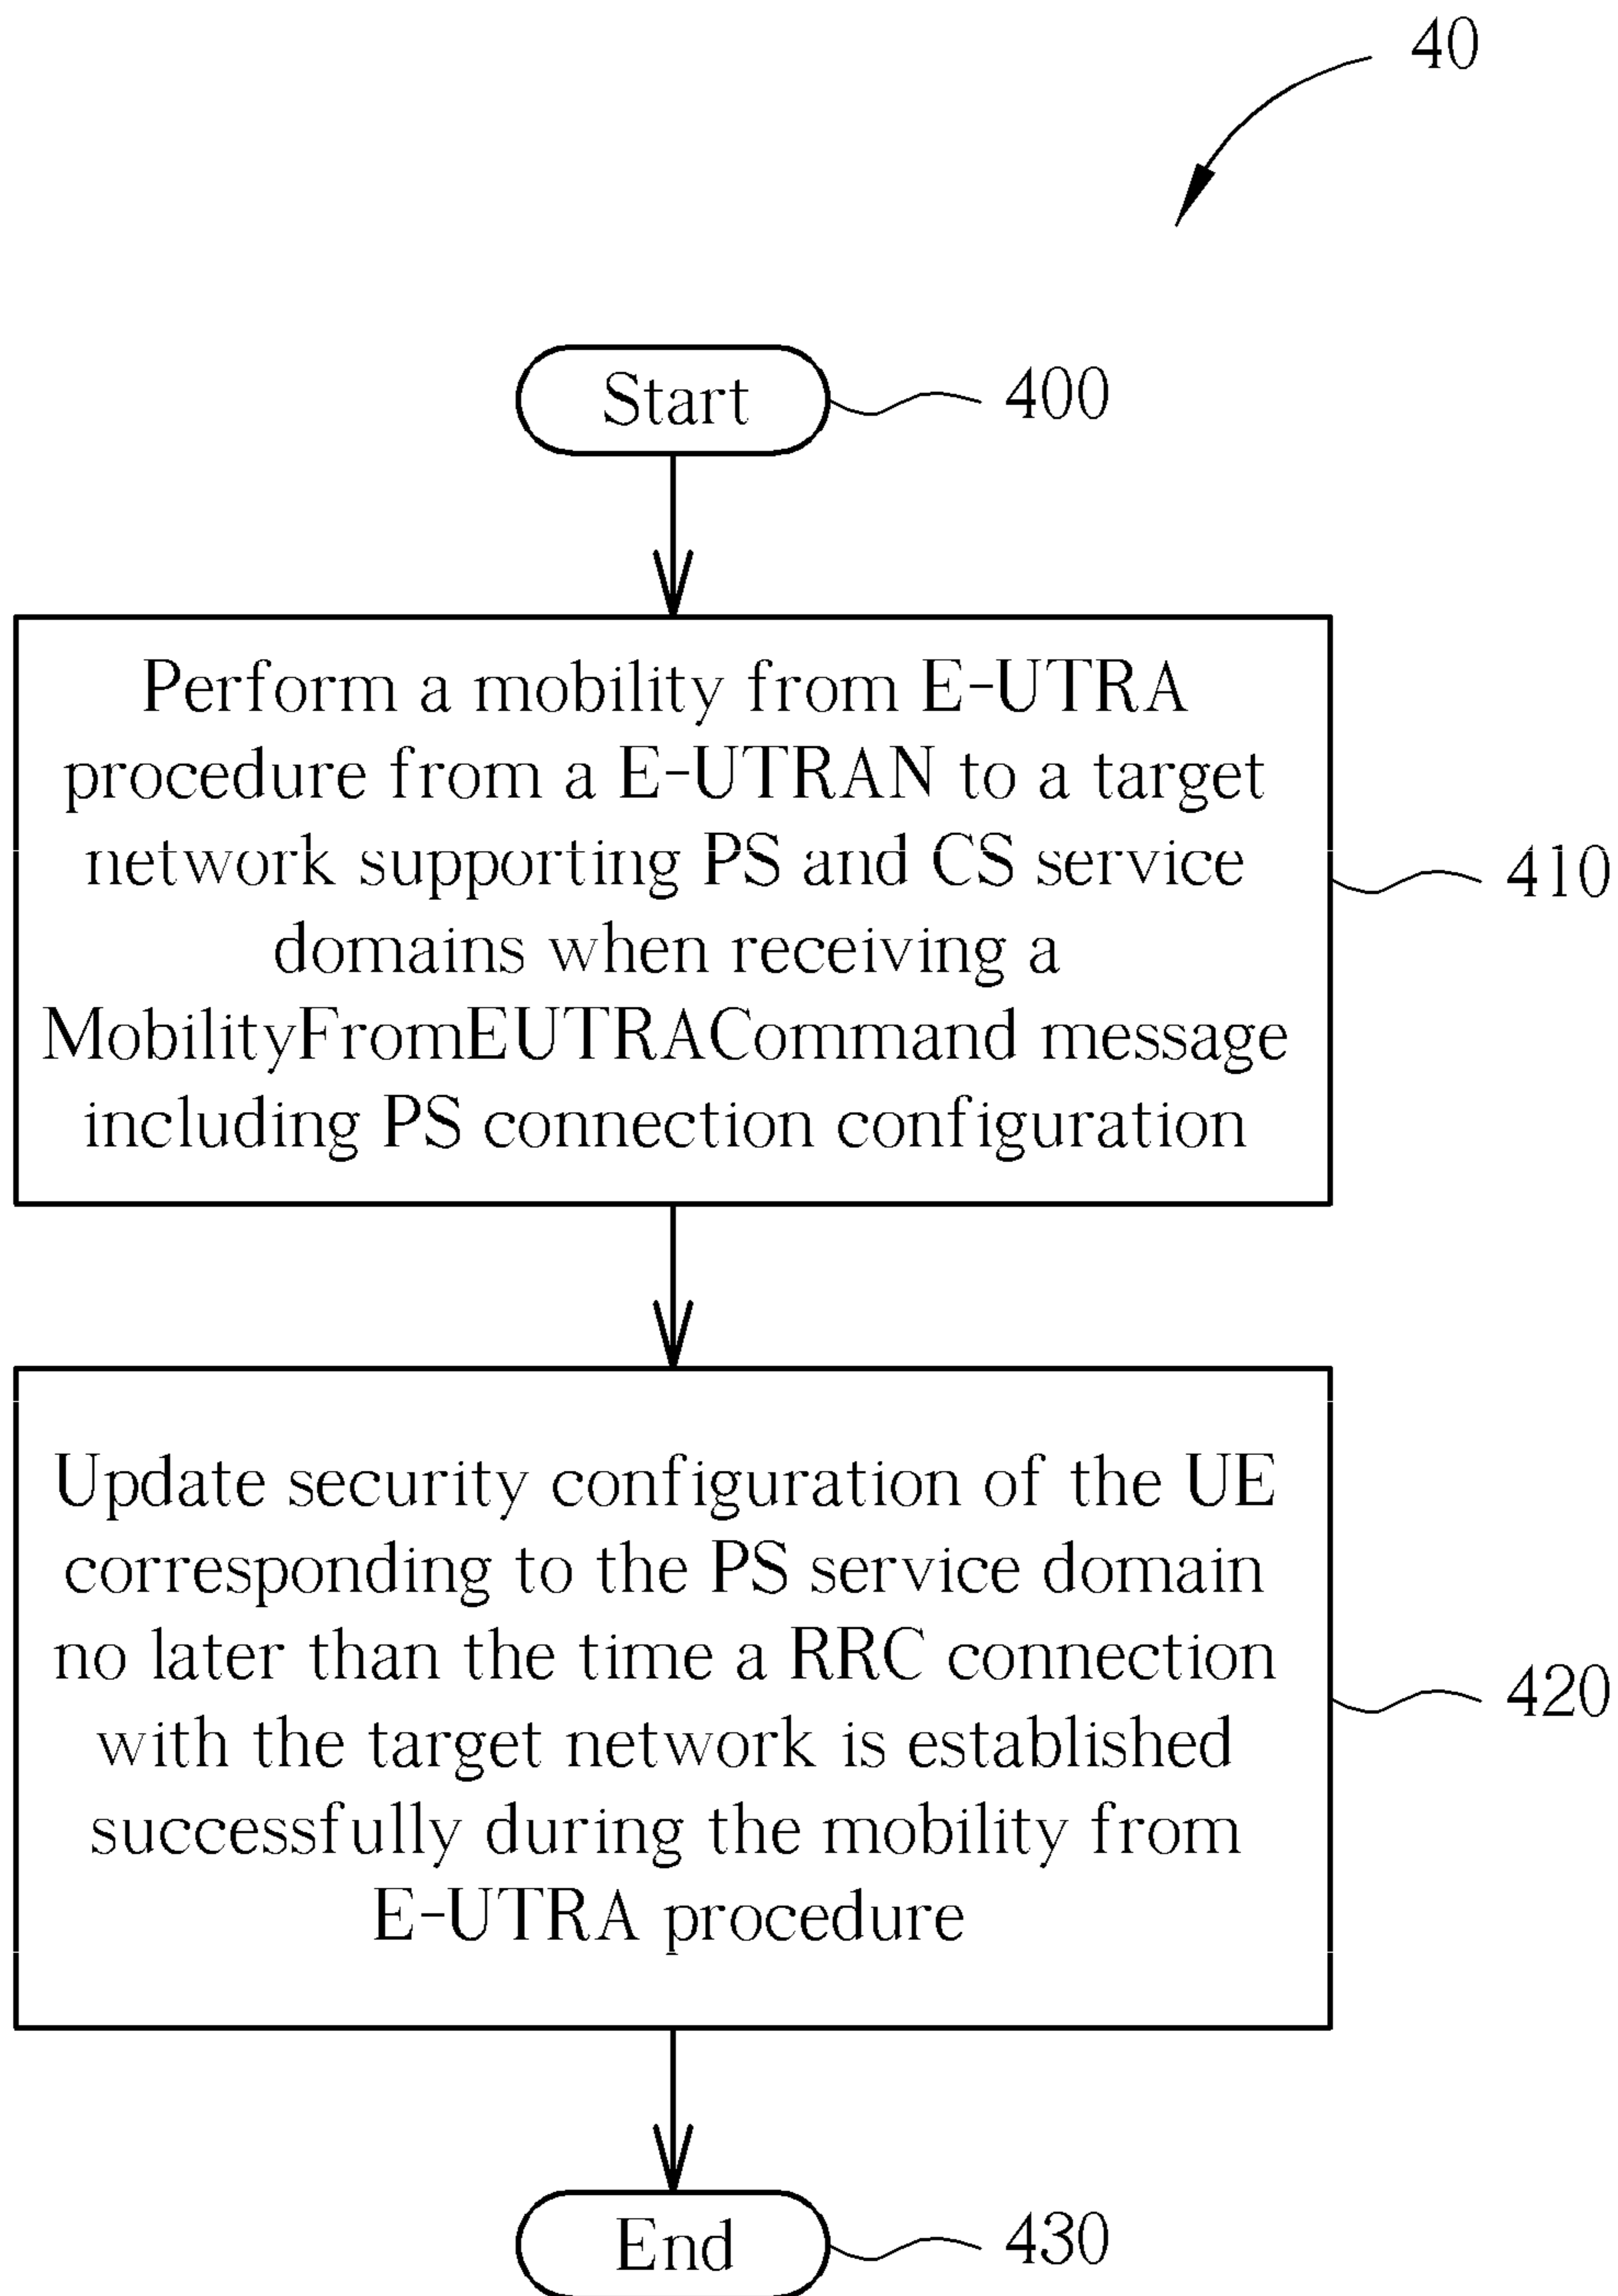 40
Start
400
Perform a mobility from E-UTRA
procedure from a E-UTRAN to a target
network supporting PS and CS service
domains when receiving a
MobilityFromEUTRACommand message
including PS connection configuration
410
Update security configuration of the UE
corresponding to the PS service domain
no later than the time a RRC connection
with the target network is established
successfully during the mobility from
E-UTRA procedure
420
End
430